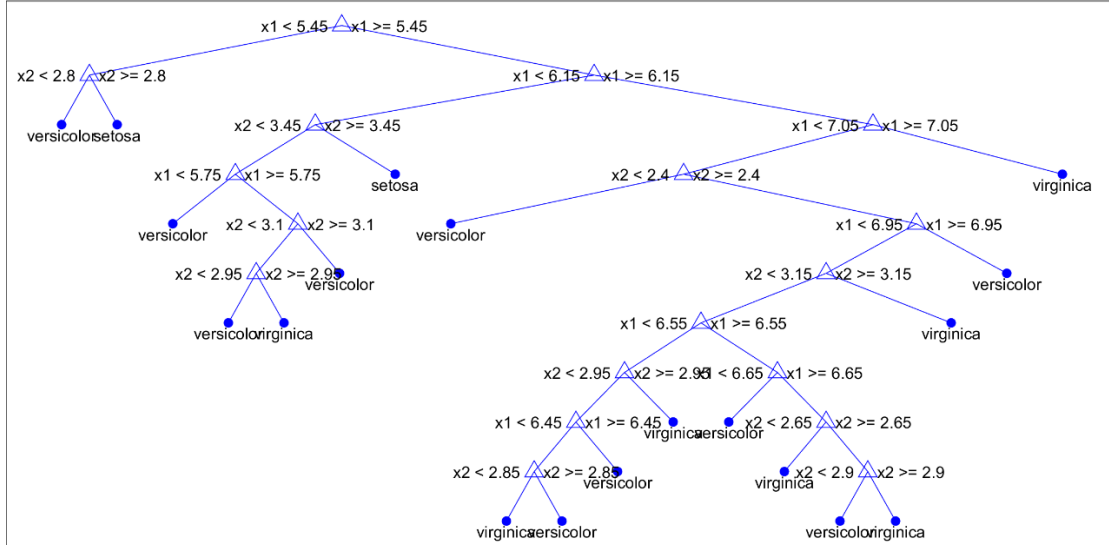 x1 < 5.45 x1 >= 5.45
x2 < 2.8 x2 >= 2.8 x1 < 6.15 x1 >= 6.15
versicolor setosa x2 < 3.45 x2 >= 3.45 x1 < 7.05 x1 >= 7.05
x1 < 5.75 x1 >= 5.75 setosa x2 < 2.4 x2 >= 2.4 virginica
versicolor x2 < 3.1 x2 >= 3.1 versicolor x1 < 6.95 x1 >= 6.95
x2 < 2.95 x2 >= 2.95 versicolor x2 < 3.15 x2 >= 3.15 versicolor
versicolor virginica x1 < 6.55 x1 >= 6.55 virginica
x2 < 2.95 x2 >= 2.95 x1 < 6.65 x1 >= 6.65
x1 < 6.45 x1 >= 6.45 virginica versicolor x2 < 2.65 x2 >= 2.65
x2 < 2.85 x2 >= 2.85 versicolor virginica x2 < 2.9 x2 >= 2.9
virginica versicolor versicolor virginica